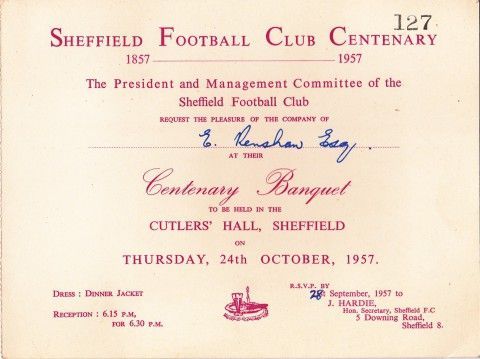 127
SHEFFIELD FOOTBALL CLUB CENTENARY
1857 1957
The President and Management Committee of the
Sheffield Football Club
REQUEST THE PLEASURE OF THE COMPANY OF
E. Renshaw Esq.
AT THEIR
Centenary Banquet
TO BE HELD IN THE
CUTLERS' HALL, SHEFFIELD
ON
THURSDAY, 24th OCTOBER, 1957.
DRESS : DINNER JACKET
RECEPTION : 6.15 P.M,
FOR 6.30 P.M.
R.S.V.P. BY
28 September, 1957 to
J. HARDIE,
Hon. Secretary, Sheffield F.C
5 Downing Road,
Sheffield 8.